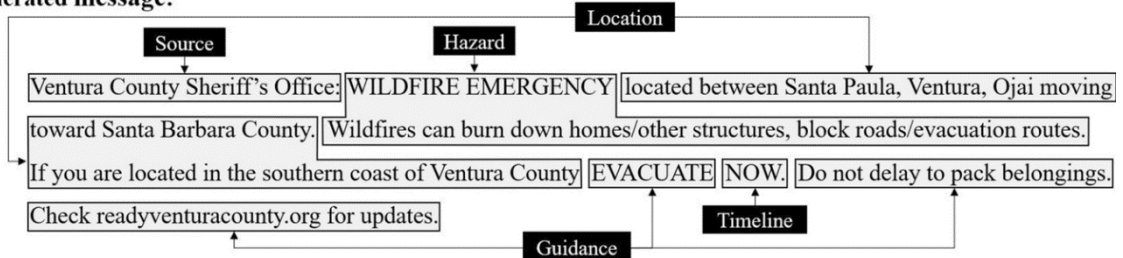 Location
Source
Hazard
Ventura County Sheriff's Office: WILDFIRE EMERGENCY located between Santa Paula, Ventura, Ojai moving
toward Santa Barbara County. Wildfires can burn down homes/other structures, block roads/evacuation routes.
If you are located in the southern coast of Ventura County EVACUATE NOW. Do not delay to pack belongings.
Check readyventuracounty.org for updates.
Timeline
Guidance